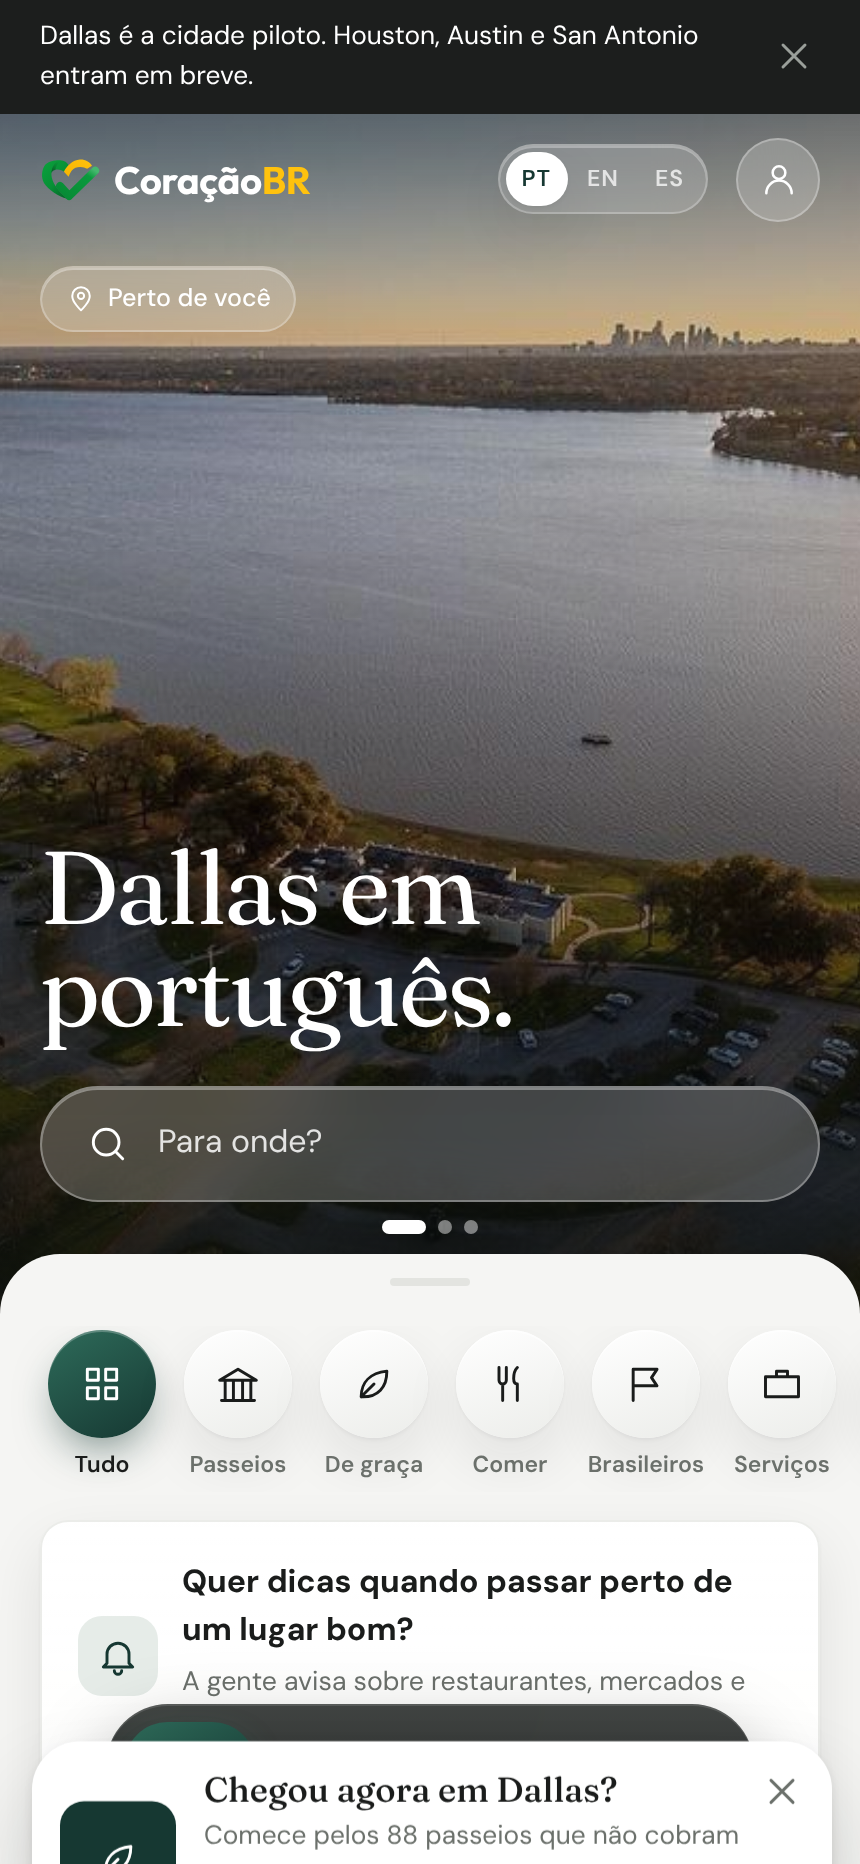 Dallas é a cidade piloto. Houston, Austin e San Antonio
entram em breve.
CoraçãoBR
PT EN ES
Perto de você
Dallas em
português.
Para onde?
Tudo Passeios De graça Comer Brasileiros Serviços
Quer dicas quando passar perto de
um lugar bom?
A gente avisa sobre restaurantes, mercados e
Chegou agora em Dallas?
Comece pelos 88 passeios que não cobram